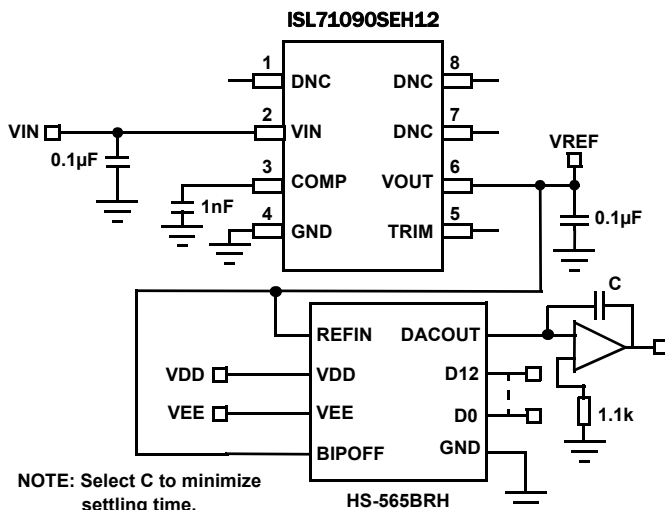 ISL71090SEH12
1
DNC
8
DNC
2
VIN
VIN
7
DNC
0.1µF
3
COMP
6
VOUT
VREF
1nF
4
GND
5
TRIM
0.1µF
C
REFIN
DACOUT
VDD
VDD
D12
VEE
VEE
D0
1.1k
BIPOFF
GND
NOTE: Select C to minimize
settling time.
HS-565BRH